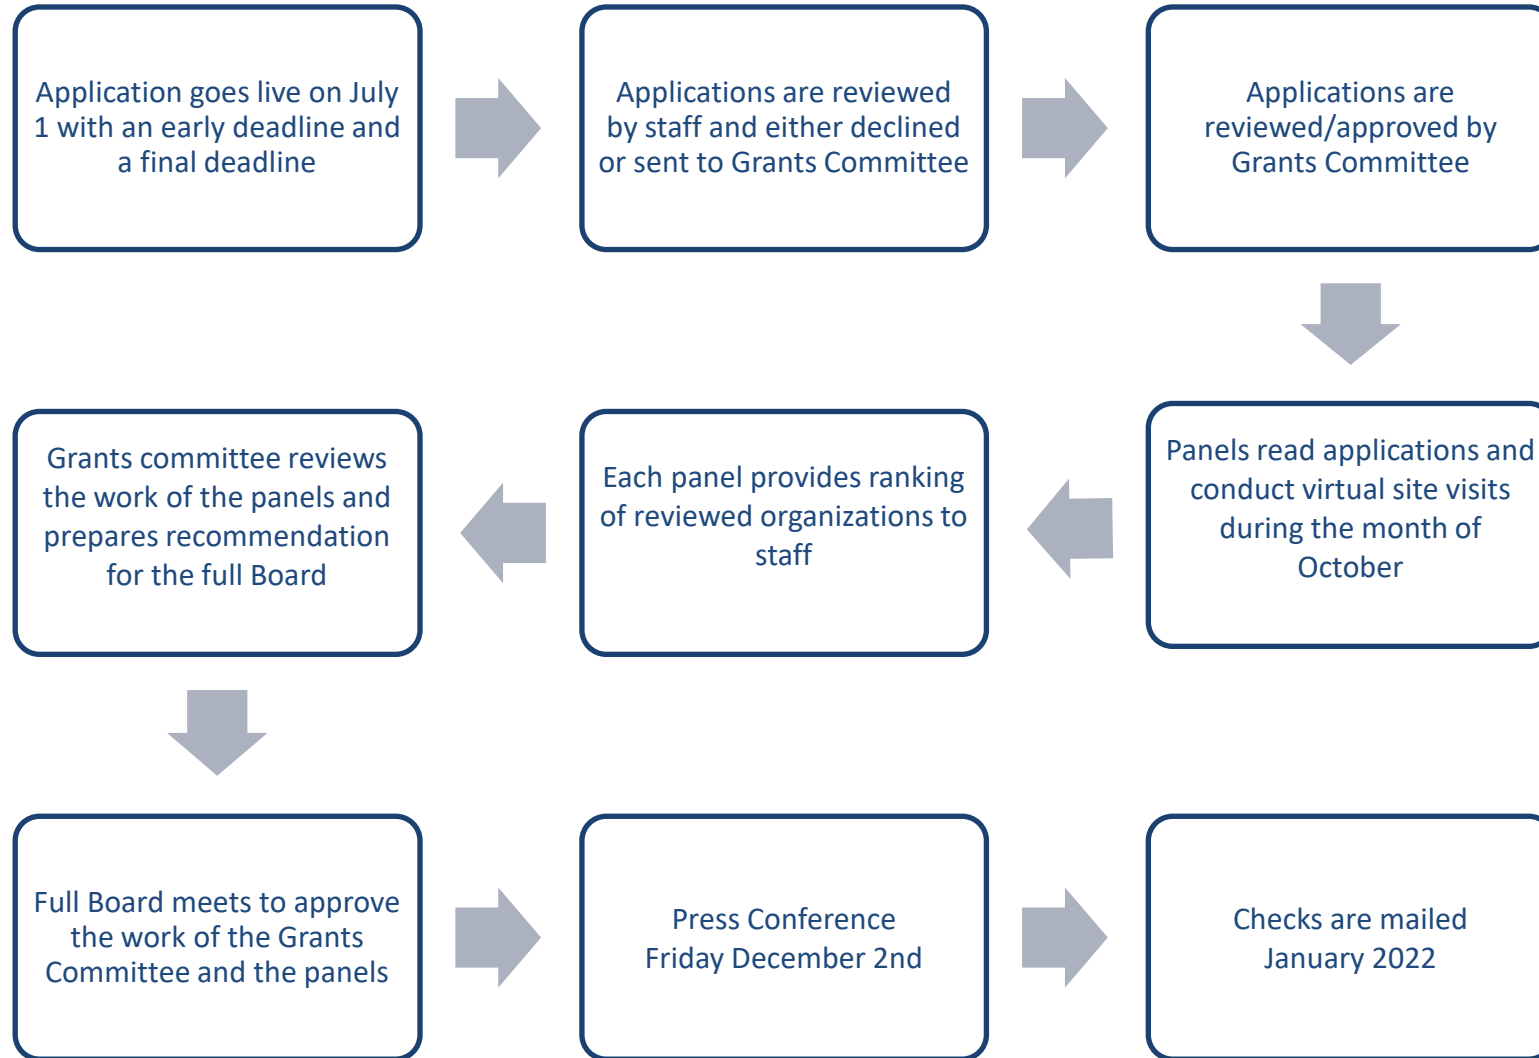 Application goes live on July
1 with an early deadline and
a final deadline
Applications are reviewed
by staff and either declined
or sent to Grants Committee
Applications are
reviewed/approved by
Grants Committee
Panels read applications and
conduct virtual site visits
during the month of
October
Each panel provides ranking
of reviewed organizations to
staff
Grants committee reviews
the work of the panels and
prepares recommendation
for the full Board
Full Board meets to approve
the work of the Grants
Committee and the panels
Press Conference
Friday December 2nd
Checks are mailed
January 2022